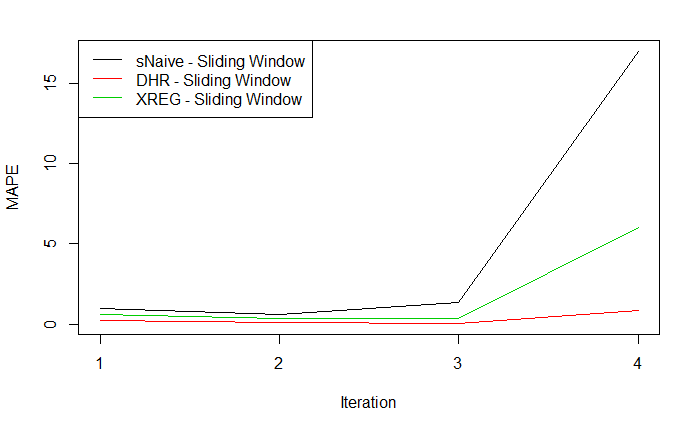 sNaive - Sliding Window
DHR - Sliding Window
XREG - Sliding Window
MAPE
15
10
5
0
1 2 3 4
Iteration